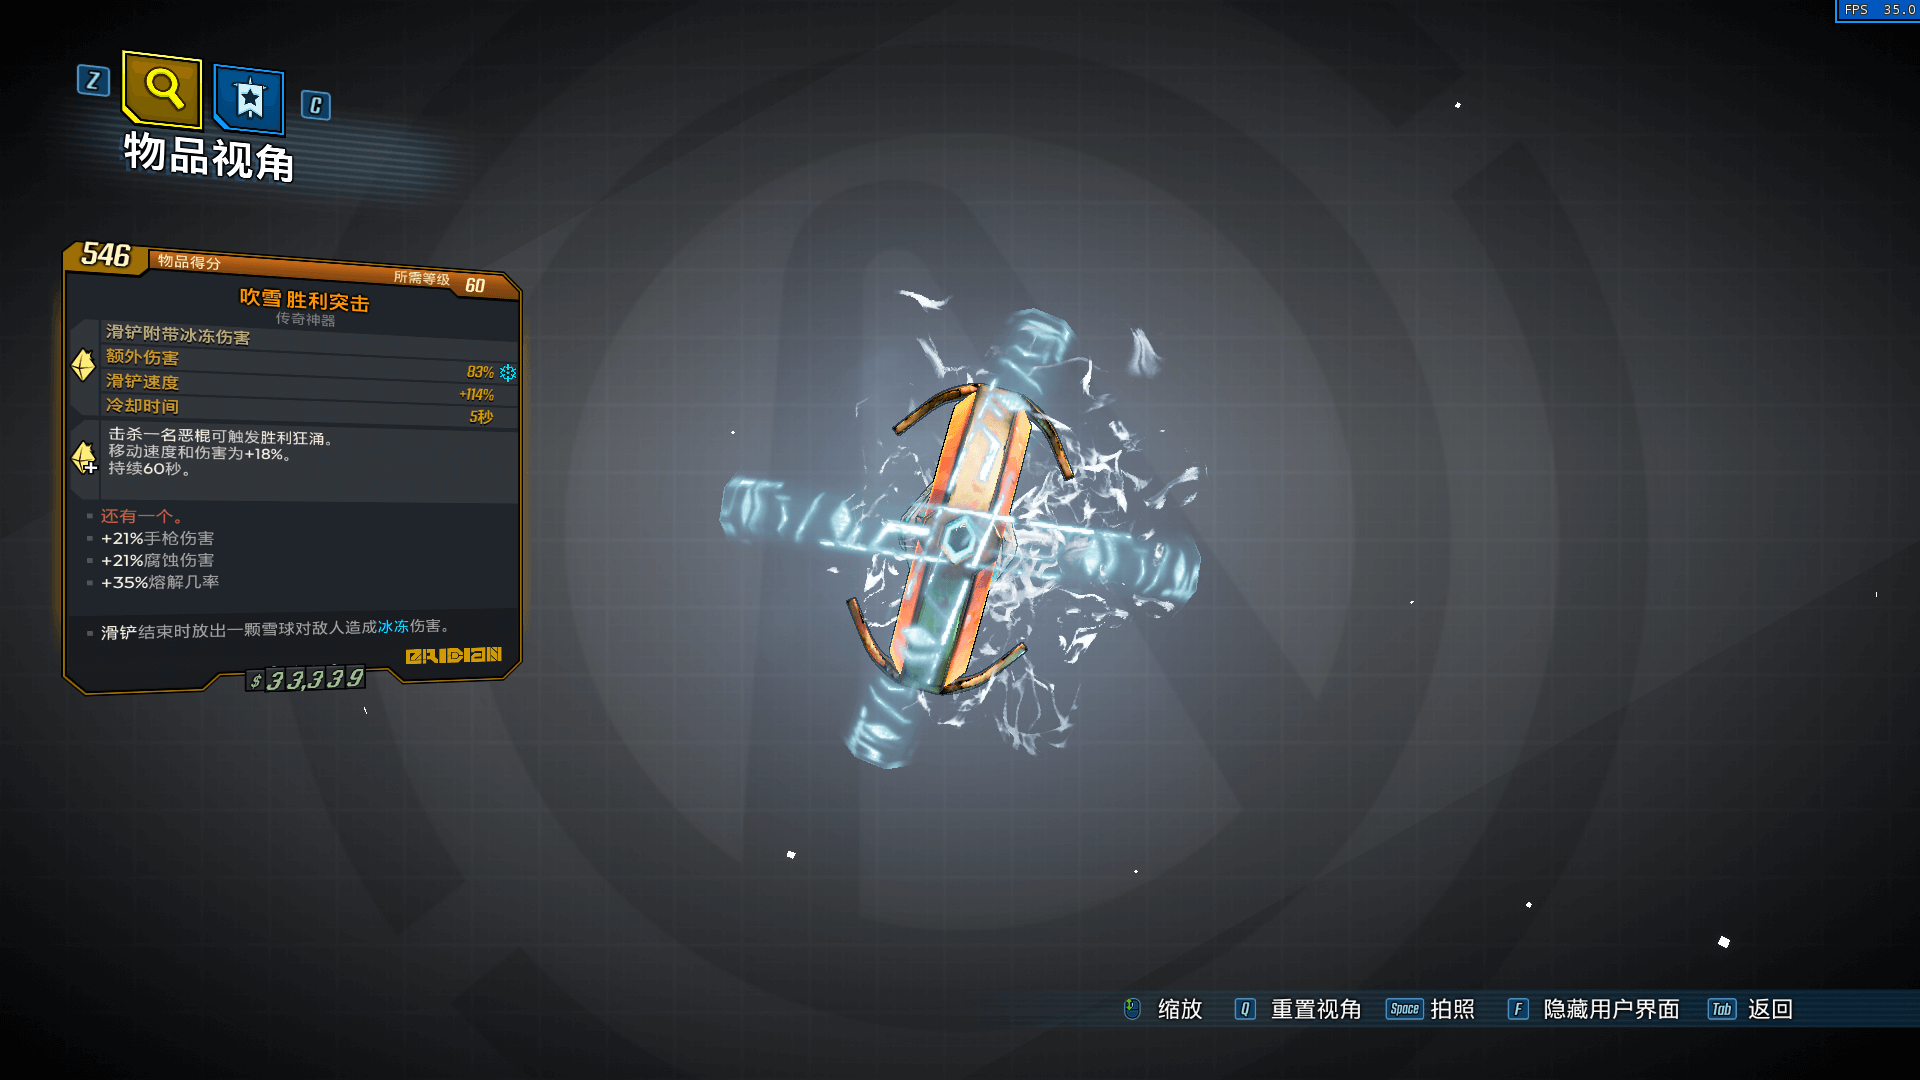 FPS 35.0
Z
C
物品视角
546 物品得分 所需等级 60
吹雪 胜利突击
传奇神器
滑铲附带冰冻伤害
额外伤害 83%
滑铲速度 +114%
冷却时间 5秒
击杀一名恶棍可触发胜利狂涌。
移动速度和伤害为+18%。
持续60秒。
还有一个。
+21%手枪伤害
+21%腐蚀伤害
+35%熔解几率
滑铲结束时放出一颗雪球对敌人造成冰冻伤害。
ERIDIAN
$ 33,339
缩放 Q 重置视角 Space 拍照 F 隐藏用户界面 Tab 返回